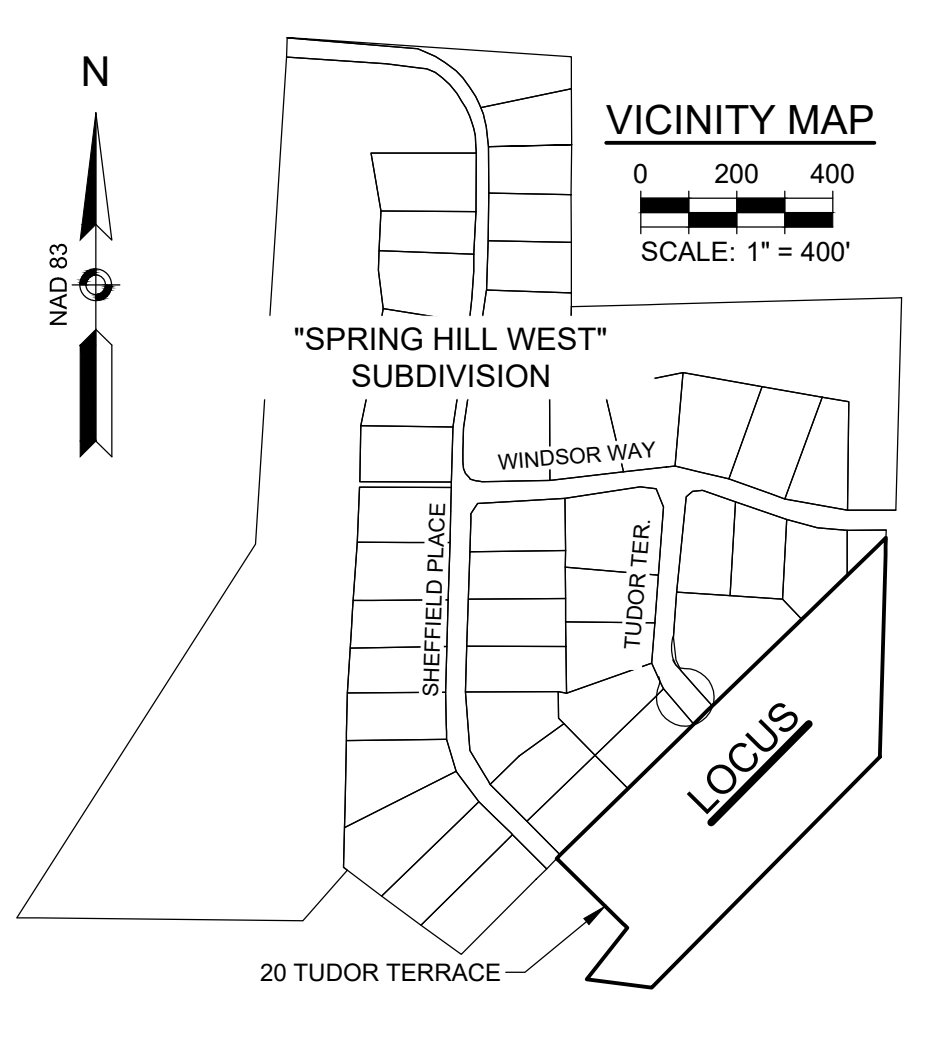 N
NAD 83
VICINITY MAP
0 200 400
SCALE: 1" = 400'
"SPRING HILL WEST"
SUBDIVISION
WINDSOR WAY
SHEFFIELD PLACE
TUDOR TER.
LOCUS
20 TUDOR TERRACE